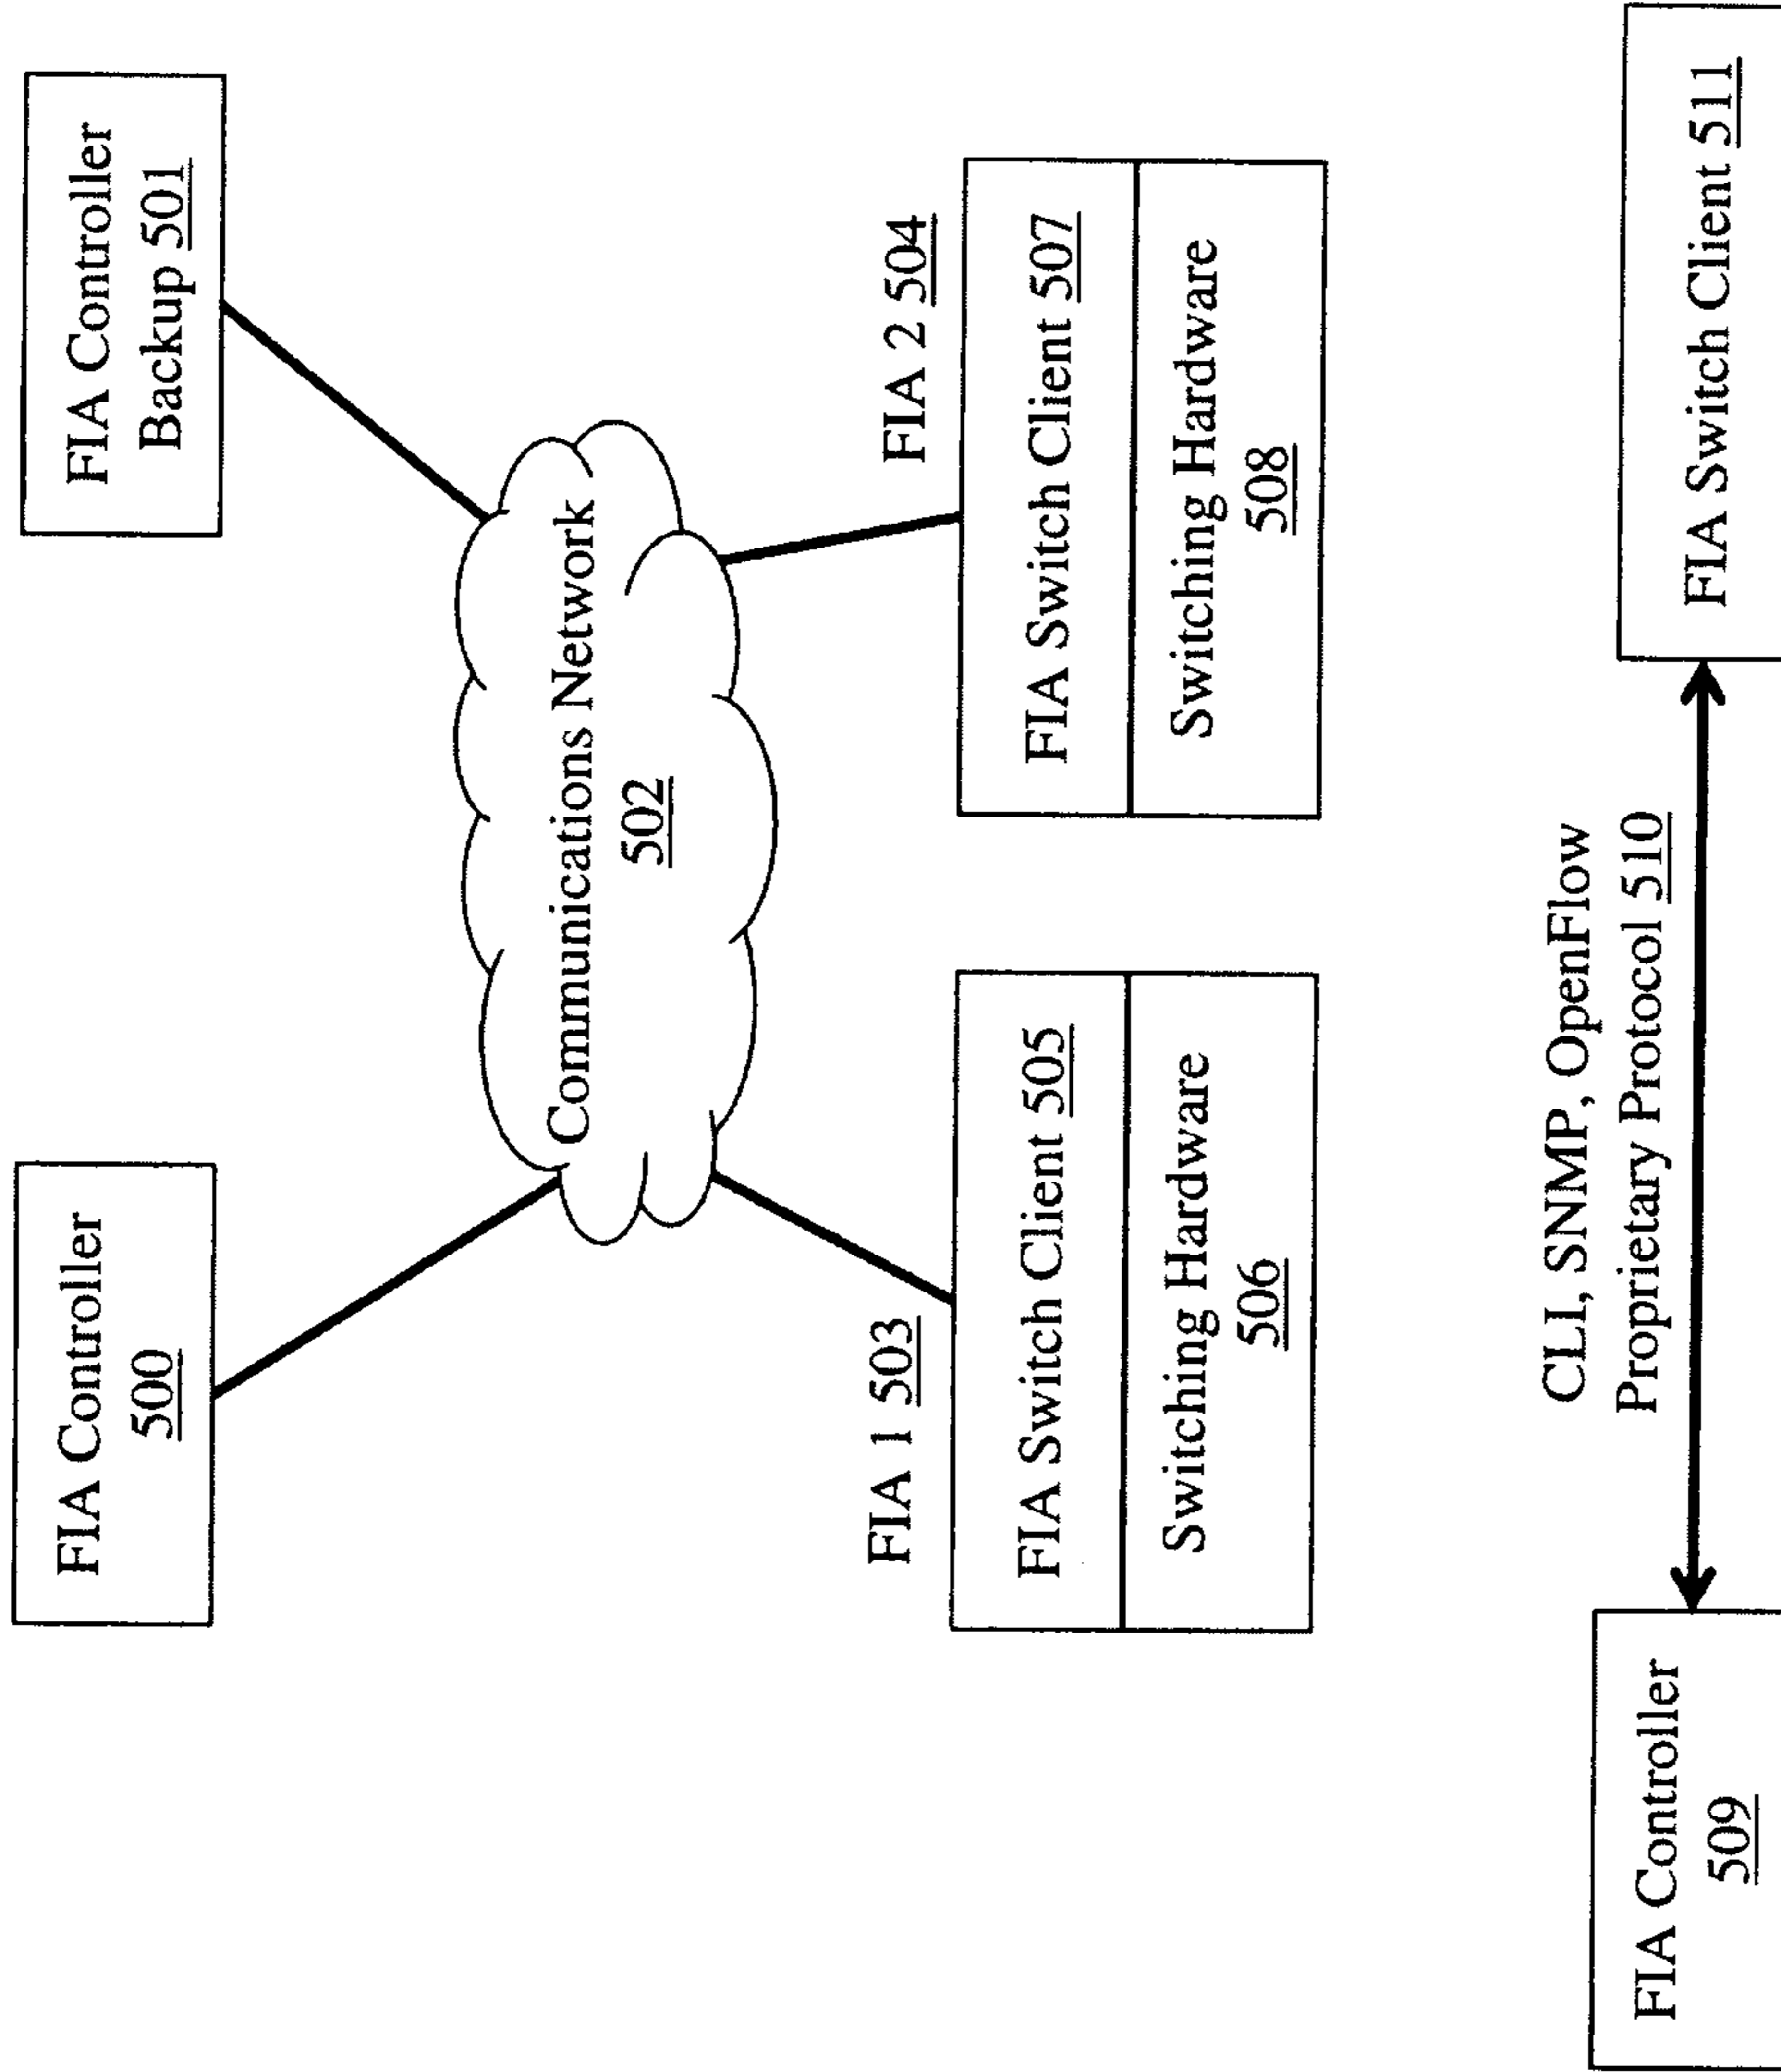 FIA Controller
500
FIA Controller
Backup 501
Communications Network
502
FIA 1 503
FIA Switch Client 505
Switching Hardware
506
FIA 2 504
FIA Switch Client 507
Switching Hardware
508
FIA Controller
509
CLI, SNMP, OpenFlow
Proprietary Protocol 510
FIA Switch Client 511